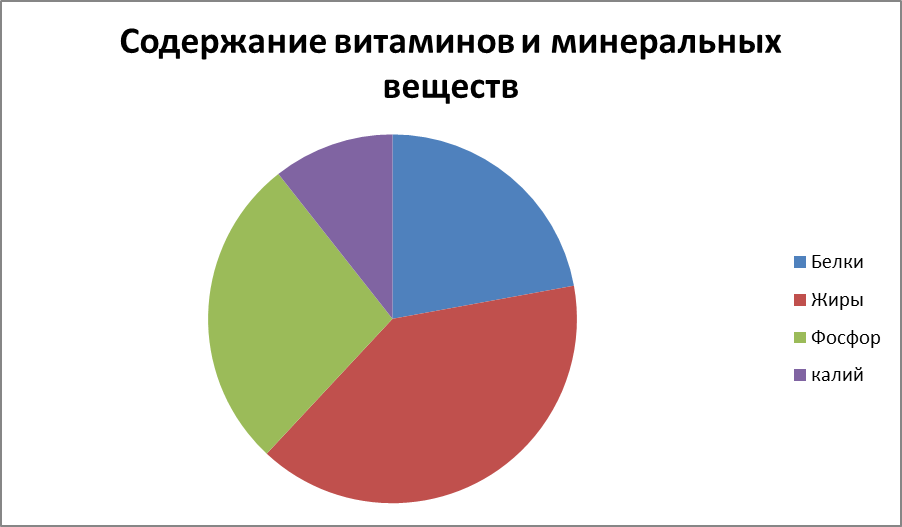 Содержание витаминов и минеральных
веществ
Белки
Жиры
Фосфор
калий